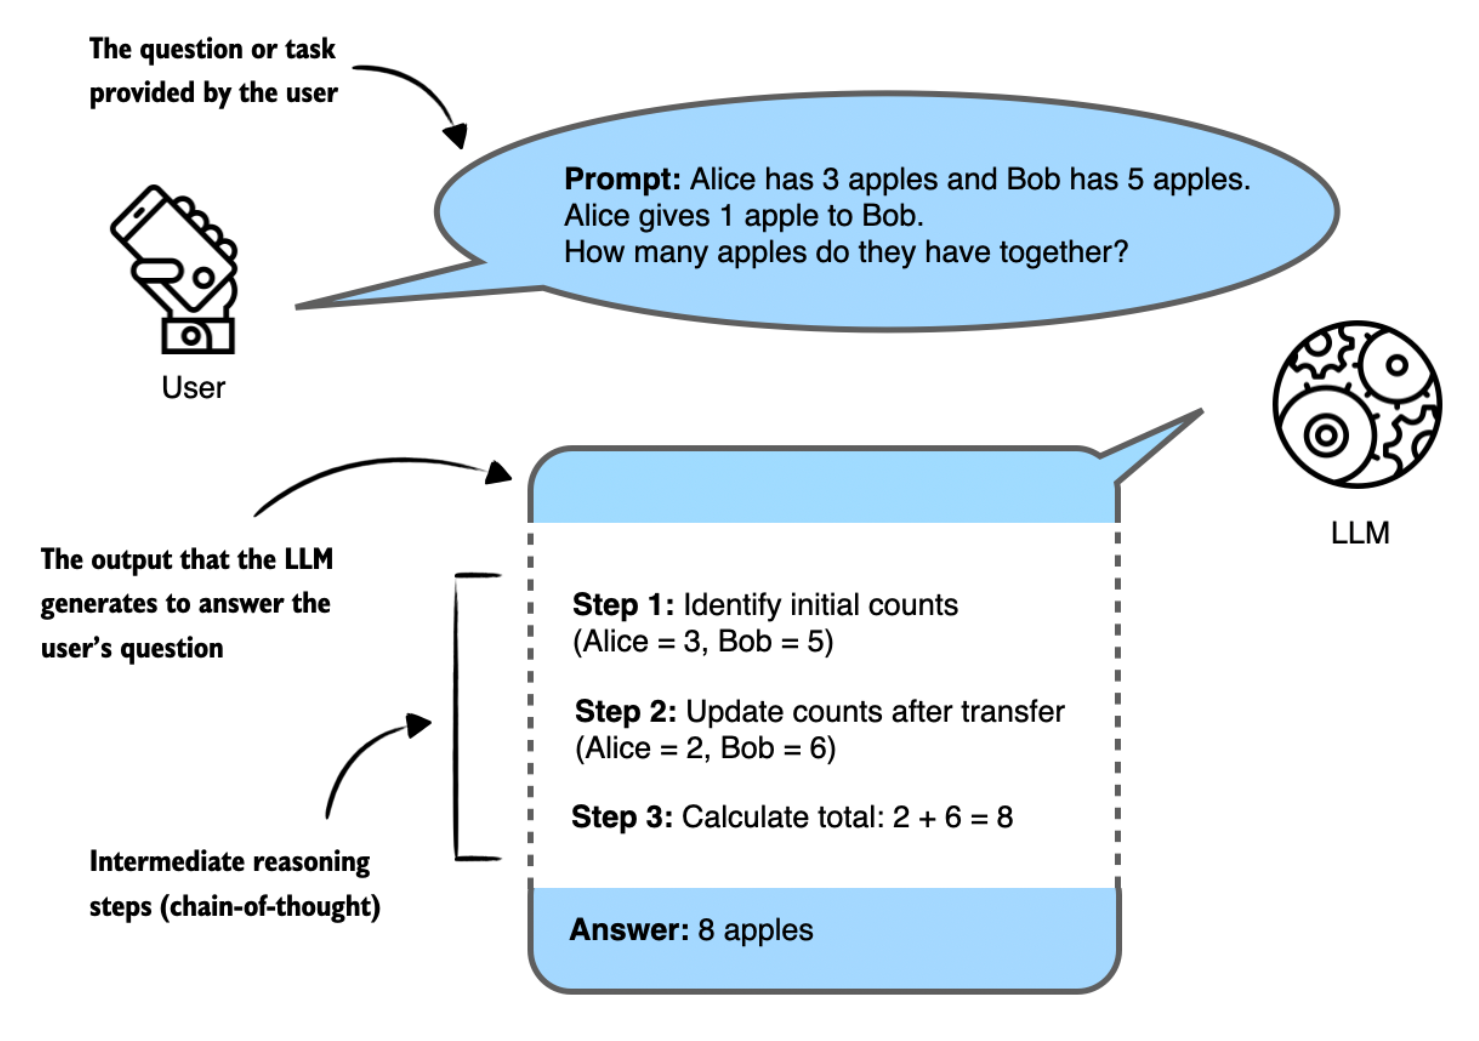 The question or task
provided by the user
Prompt: Alice has 3 apples and Bob has 5 apples.
Alice gives 1 apple to Bob.
How many apples do they have together?
User
LLM
The output that the LLM
generates to answer the
user’s question
Step 1: Identify initial counts
(Alice = 3, Bob = 5)
Step 2: Update counts after transfer
(Alice = 2, Bob = 6)
Step 3: Calculate total: 2 + 6 = 8
Intermediate reasoning
steps (chain-of-thought)
Answer: 8 apples